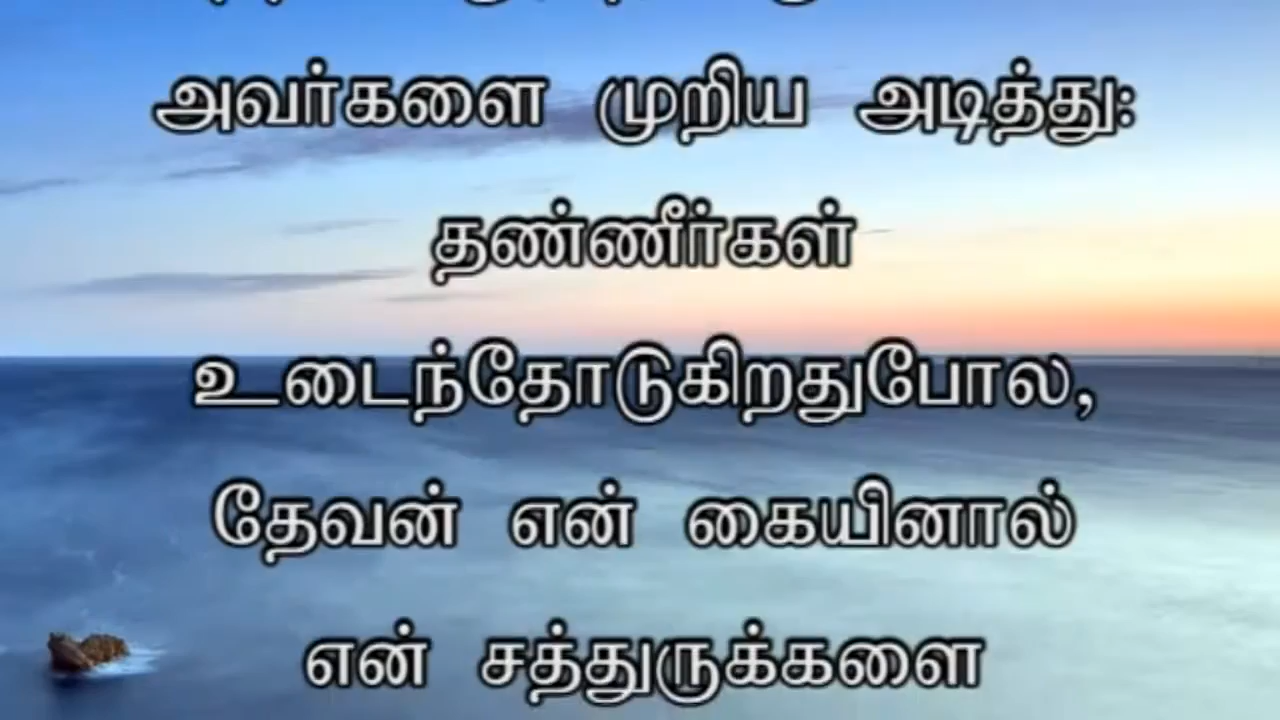 அவர்களை முறிய அடித்து:
தண்ணீர்கள்
உடைந்தோடுகிறதுபோல,
தேவன் என் கையினால்
என் சத்துருக்களை